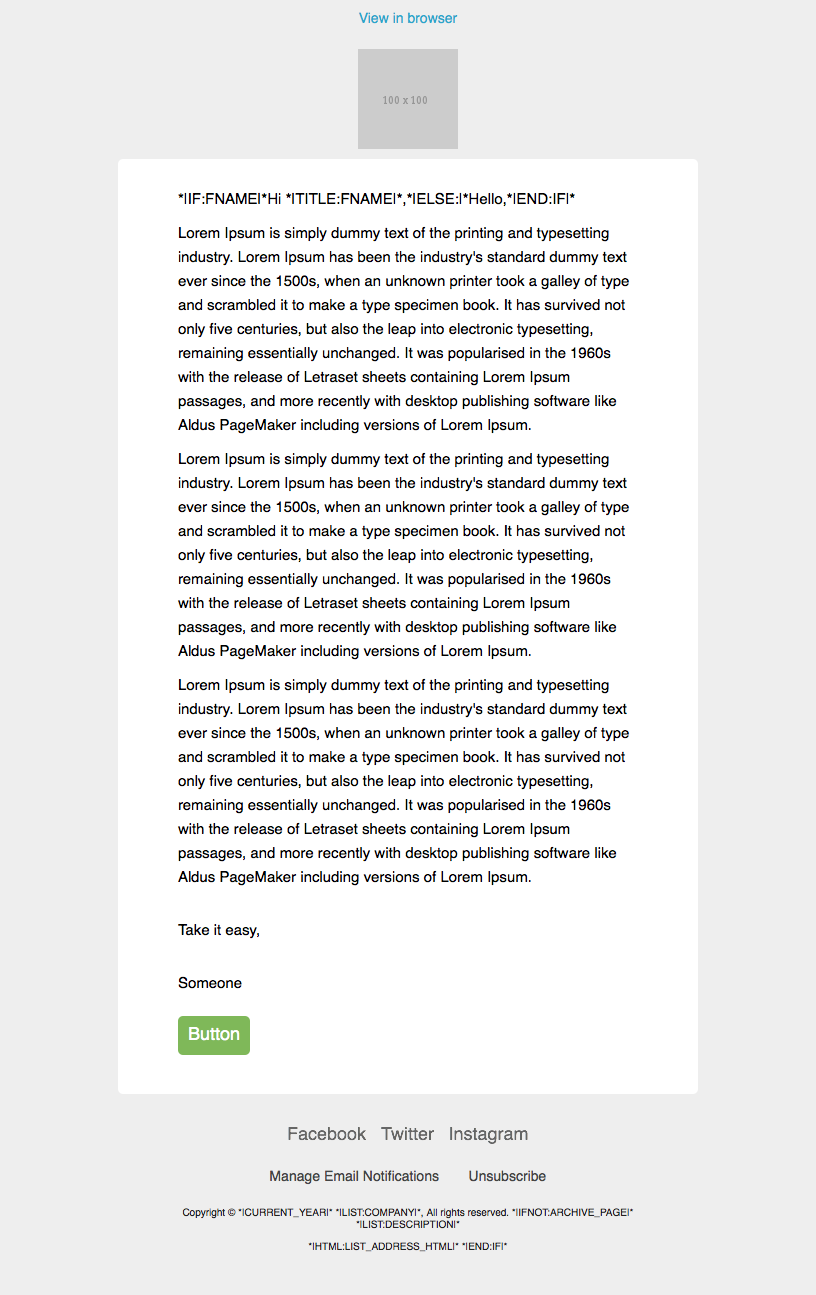 View in browser
100 x 100
*|IF:FNAME|*Hi *|TITLE:FNAME|*,*|ELSE:|*Hello,*|END:IF|*
Lorem Ipsum is simply dummy text of the printing and typesetting
industry. Lorem Ipsum has been the industry's standard dummy text
ever since the 1500s, when an unknown printer took a galley of type
and scrambled it to make a type specimen book. It has survived not
only five centuries, but also the leap into electronic typesetting,
remaining essentially unchanged. It was popularised in the 1960s
with the release of Letraset sheets containing Lorem Ipsum
passages, and more recently with desktop publishing software like
Aldus PageMaker including versions of Lorem Ipsum.
Lorem Ipsum is simply dummy text of the printing and typesetting
industry. Lorem Ipsum has been the industry's standard dummy text
ever since the 1500s, when an unknown printer took a galley of type
and scrambled it to make a type specimen book. It has survived not
only five centuries, but also the leap into electronic typesetting,
remaining essentially unchanged. It was popularised in the 1960s
with the release of Letraset sheets containing Lorem Ipsum
passages, and more recently with desktop publishing software like
Aldus PageMaker including versions of Lorem Ipsum.
Lorem Ipsum is simply dummy text of the printing and typesetting
industry. Lorem Ipsum has been the industry's standard dummy text
ever since the 1500s, when an unknown printer took a galley of type
and scrambled it to make a type specimen book. It has survived not
only five centuries, but also the leap into electronic typesetting,
remaining essentially unchanged. It was popularised in the 1960s
with the release of Letraset sheets containing Lorem Ipsum
passages, and more recently with desktop publishing software like
Aldus PageMaker including versions of Lorem Ipsum.
Take it easy,
Someone
Button
Facebook Twitter Instagram
Manage Email Notifications Unsubscribe
Copyright © *|CURRENT_YEAR|* *|LIST:COMPANY|*, All rights reserved. *|IFNOT:ARCHIVE_PAGE|*
*|LIST:DESCRIPTION|*
*|HTML:LIST_ADDRESS_HTML|* *|END:IF|*